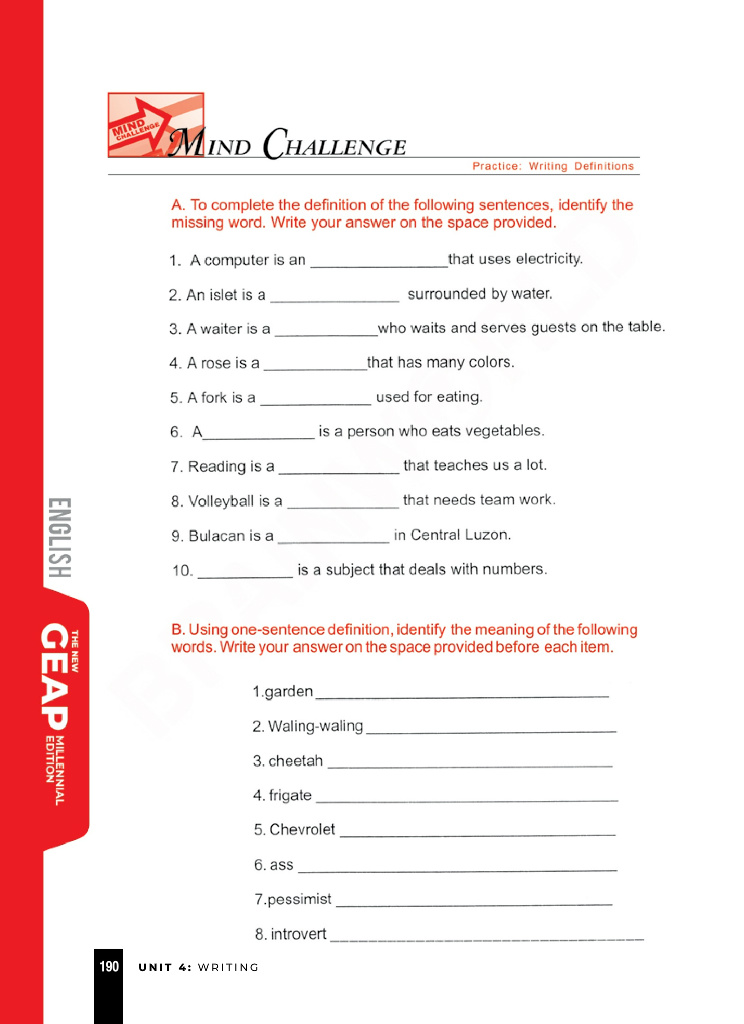 MIND CHALLENGE
MIND CHALLENGE
Practice: Writing Definitions
A. To complete the definition of the following sentences, identify the
missing word. Write your answer on the space provided.
1. A computer is an ________________that uses electricity.
2. An islet is a _______________ surrounded by water.
3. A waiter is a ____________who waits and serves guests on the table.
4. A rose is a ____________that has many colors.
5. A fork is a _____________ used for eating.
6. A_____________ is a person who eats vegetables.
7. Reading is a ______________ that teaches us a lot.
8. Volleyball is a _____________ that needs team work.
9. Bulacan is a _____________ in Central Luzon.
10. ___________ is a subject that deals with numbers.
B. Using one-sentence definition, identify the meaning of the following
words. Write your answer on the space provided before each item.
1.garden__________________________________
2. Waling-waling_____________________________
3. cheetah _________________________________
4. frigate ___________________________________
5. Chevrolet ________________________________
6. ass _____________________________________
7.pessimist ________________________________
8. introvert ____________________________________
ENGLISH
THE NEW
GEAP
MILLENNIAL
EDITION
190 UNIT 4: WRITING